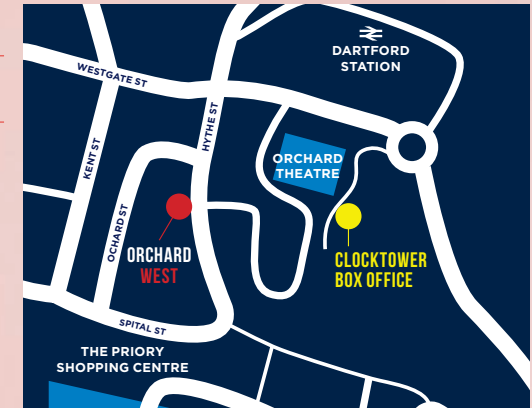 DARTFORD
STATION
WESTGATE ST
HYTHE ST
KENT ST
ORCHARD
THEATRE
OCHARD ST
ORCHARD
WEST
CLOCKTOWER
BOX OFFICE
SPITAL ST
THE PRIORY
SHOPPING CENTRE